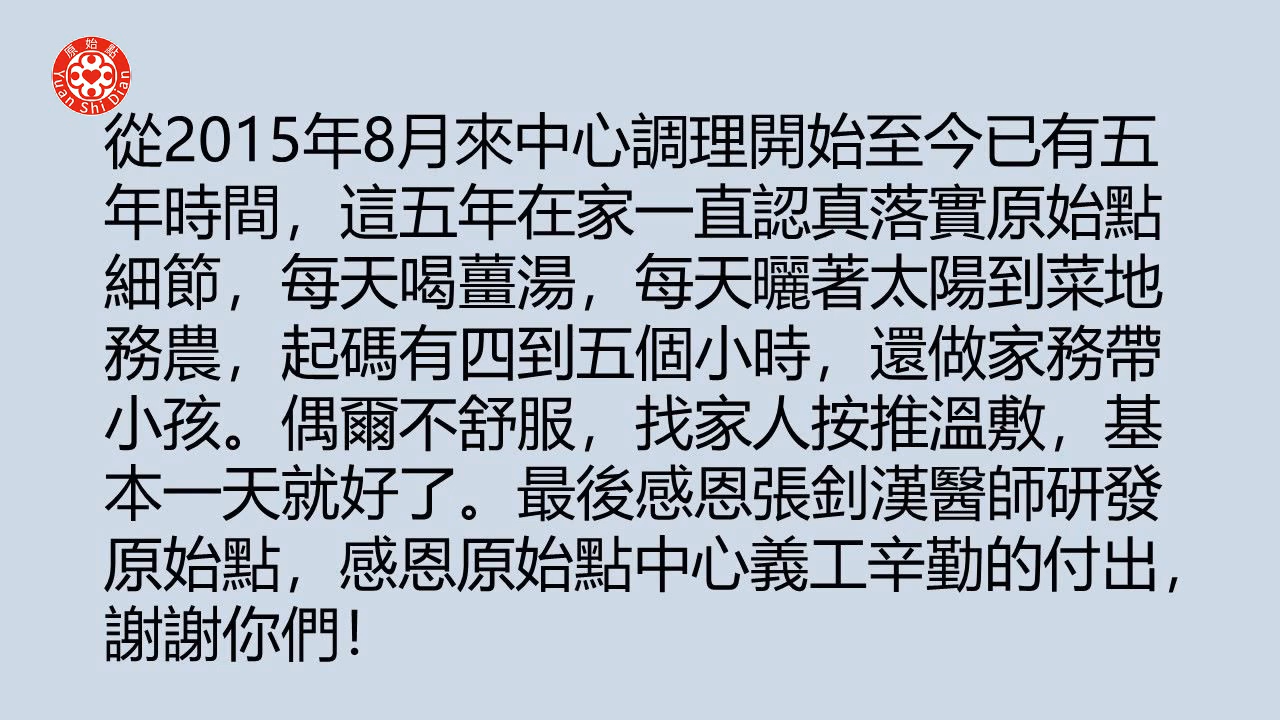 原始點
Yuan Shi Dian
從2015年8月來中心調理開始至今已有五
年時間，這五年在家一直認真落實原始點
細節，每天喝薑湯，每天曬著太陽到菜地
務農，起碼有四到五個小時，還做家務帶
小孩。偶爾不舒服，找家人按推溫敷，基
本一天就好了。最後感恩張釗漢醫師研發
原始點，感恩原始點中心義工辛勤的付出，
謝謝你們！